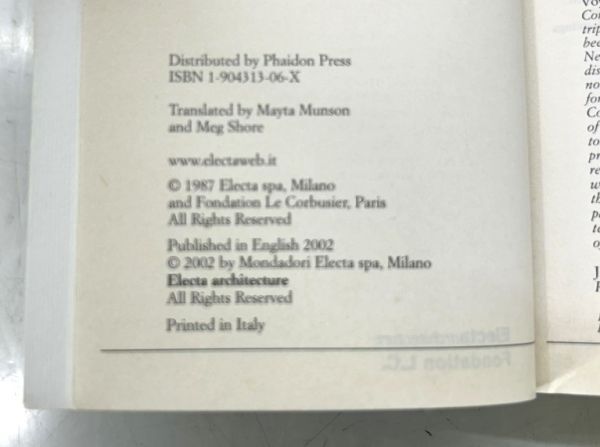 Distributed by Phaidon Press
ISBN 1-904313-06-X
Translated by Mayta Munson
and Meg Shore
www.electaweb.it
© 1987 Electa spa, Milano
and Fondation Le Corbusier, Paris
All Rights Reserved
Published in English 2002
© 2002 by Mondadori Electa spa, Milano
Electa architecture
All Rights Reserved
Printed in Italy
Electaarchitecture
Fondation L.C.